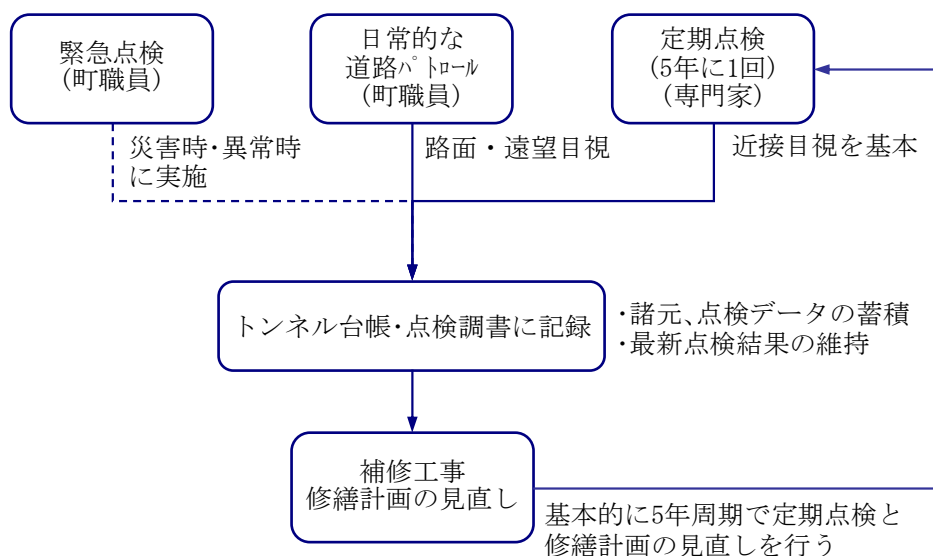 緊急点検
(町職員)
日常的な
道路ﾊﾟﾄﾛｰﾙ
(町職員)
定期点検
(5年に1回)
(専門家)
災害時･異常時
に実施
路面・遠望目視
近接目視を基本
トンネル台帳･点検調書に記録
･諸元、点検データの蓄積
･最新点検結果の維持
補修工事
修繕計画の見直し
基本的に5年周期で定期点検と
修繕計画の見直しを行う